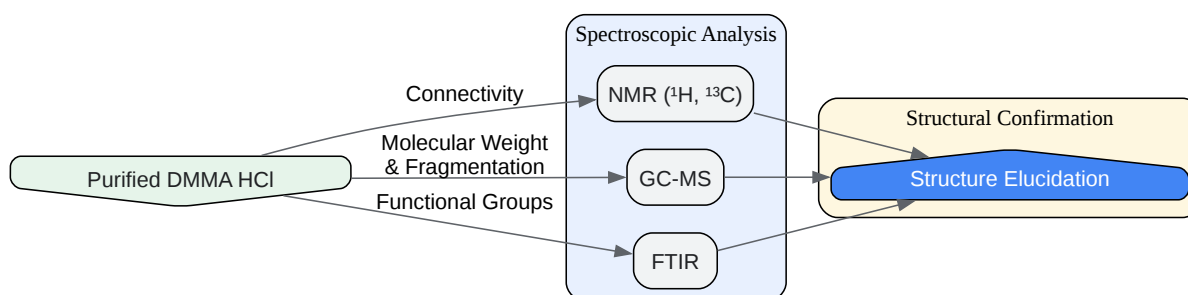 Spectroscopic Analysis
Connectivity
NMR (¹H, ¹³C)
Molecular Weight
& Fragmentation
Structural Confirmation
Purified DMMA HCl
GC-MS
Structure Elucidation
Functional Groups
FTIR